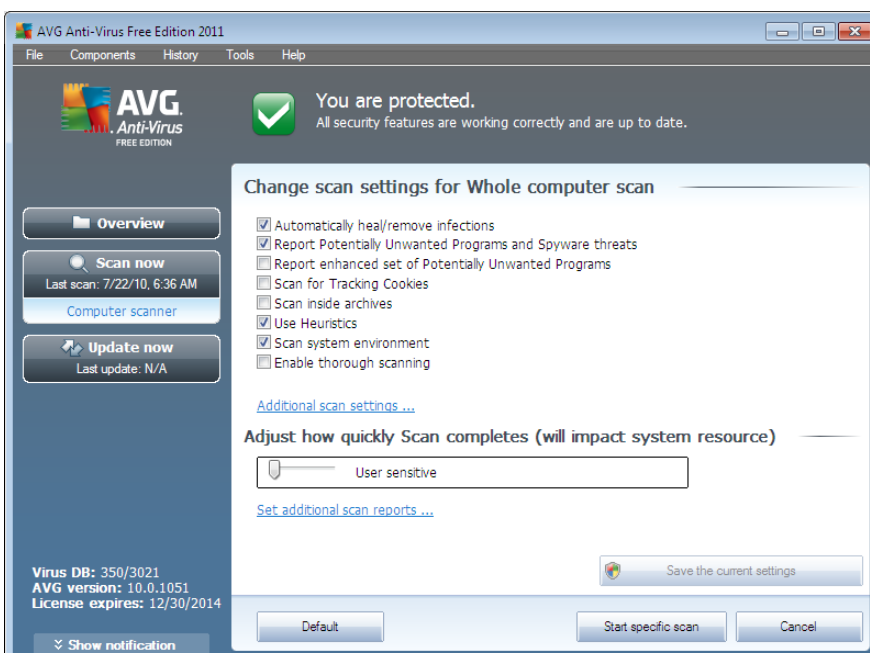 AVG Anti-Virus Free Edition 2011
File Components History Tools Help
AVG.
Anti-Virus
FREE EDITION
You are protected.
All security features are working correctly and are up to date.
Overview
Scan now
Last scan: 7/22/10, 6:36 AM
Computer scanner
Update now
Last update: N/A
Change scan settings for Whole computer scan
Automatically heal/remove infections
Report Potentially Unwanted Programs and Spyware threats
Report enhanced set of Potentially Unwanted Programs
Scan for Tracking Cookies
Scan inside archives
Use Heuristics
Scan system environment
Enable thorough scanning
Additional scan settings ...
Adjust how quickly Scan completes (will impact system resource)
User sensitive
Set additional scan reports ...
Save the current settings
Virus DB: 350/3021
AVG version: 10.0.1051
License expires: 12/30/2014
Show notification
Default
Start specific scan
Cancel